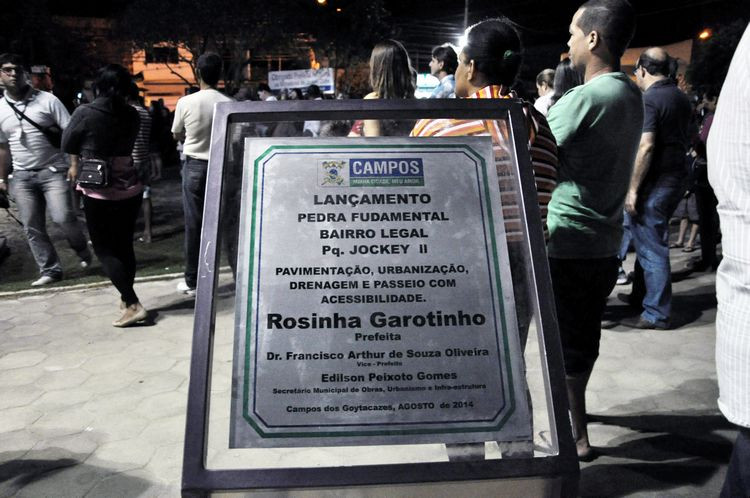 CAMPOS
MINHA CIDADE, MEU AMOR.
LANÇAMENTO
PEDRA FUDAMENTAL
BAIRRO LEGAL
Pq. JOCKEY II
PAVIMENTAÇÃO, URBANIZAÇÃO,
DRENAGEM E PASSEIO COM
ACESSIBILIDADE.
Rosinha Garotinho
Prefeita
Dr. Francisco Arthur de Souza Oliveira
Vice - Prefeito
Edilson Peixoto Gomes
Secretário Municipal de Obras, Urbanismo e Infra-estrutura
Campos dos Goytacazes, AGOSTO de 2014